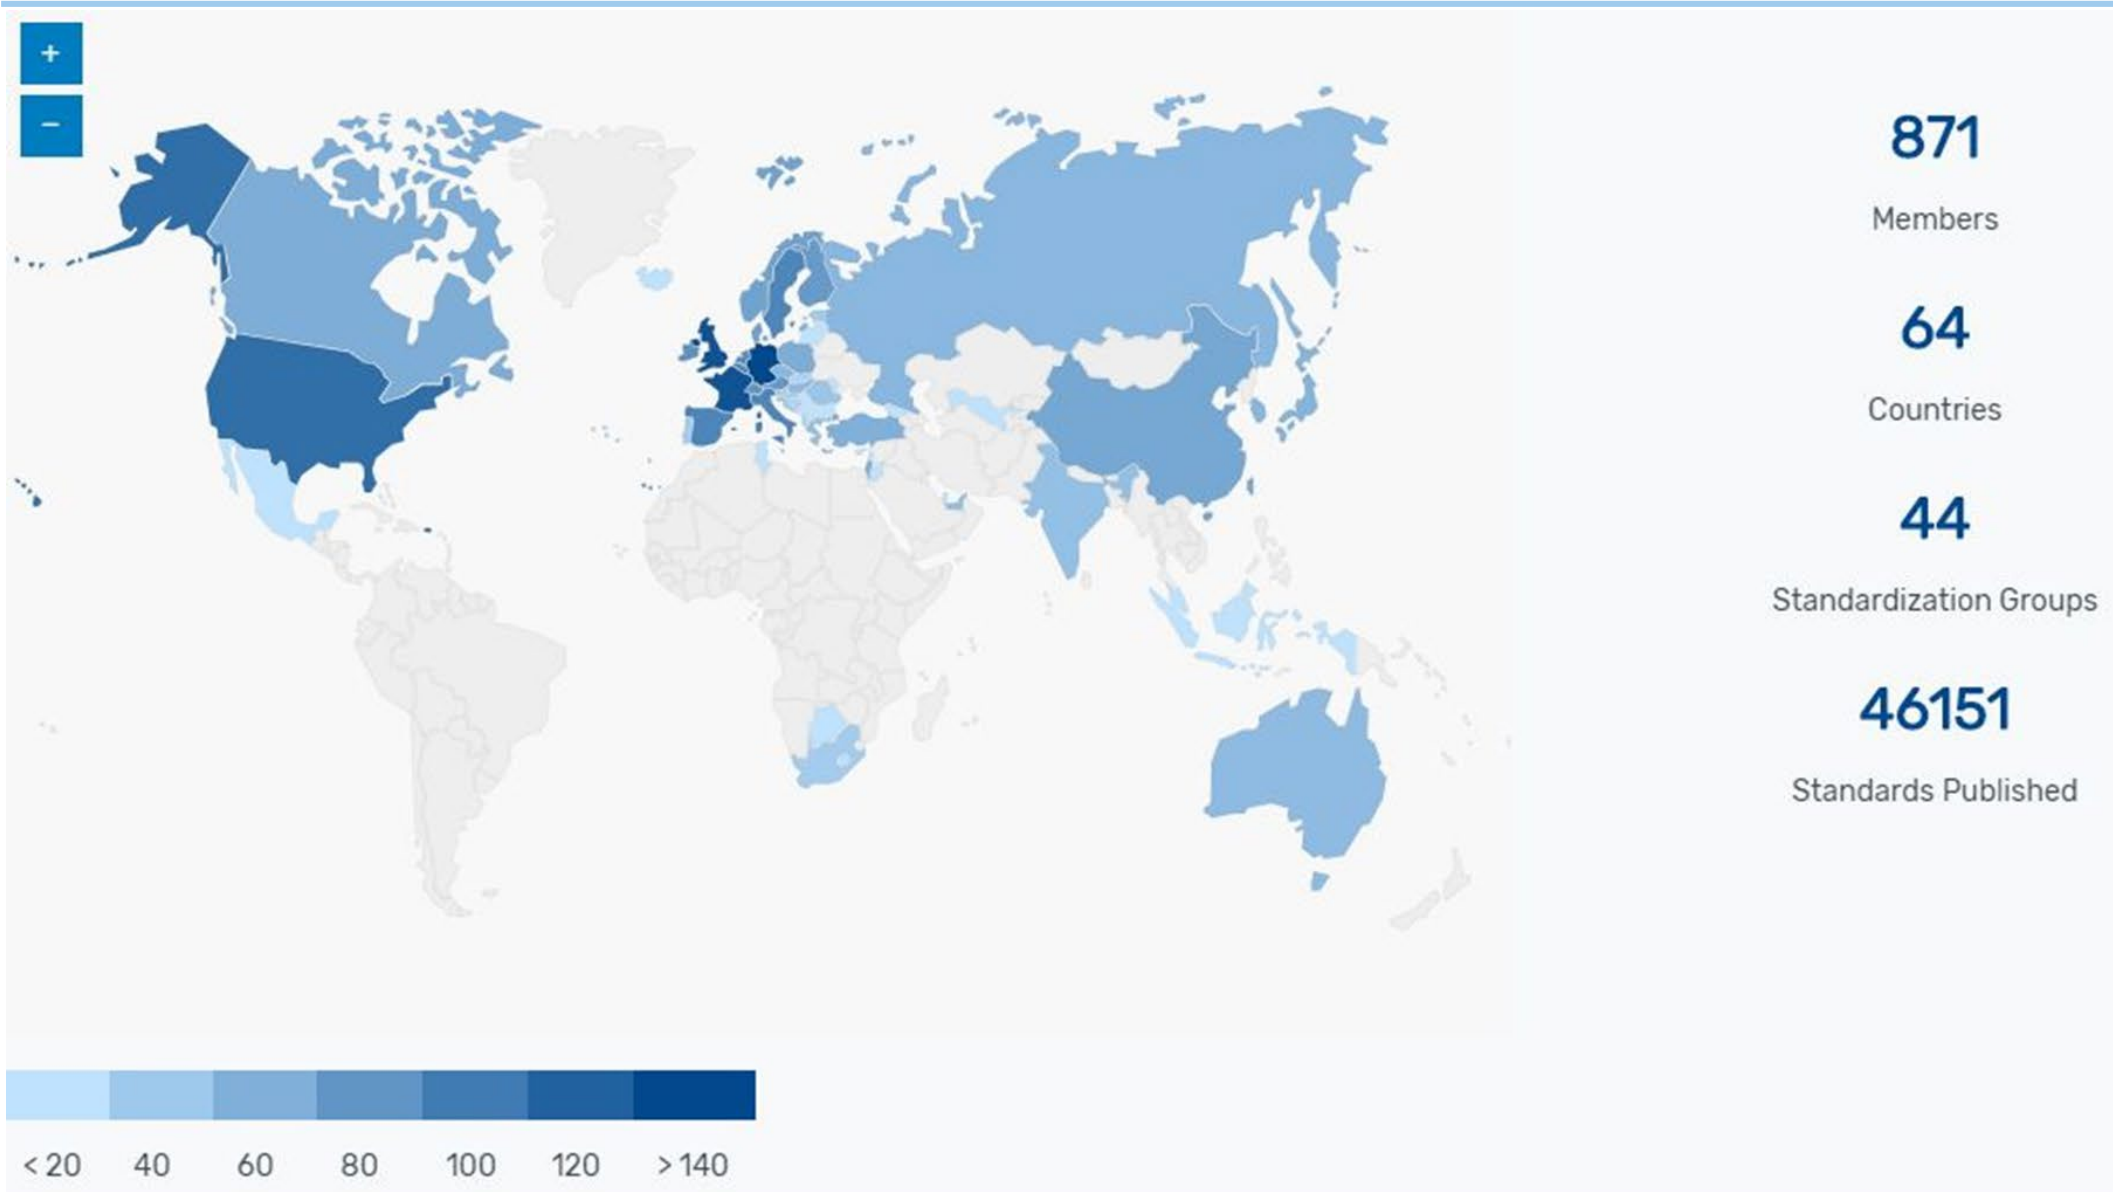 +
−
871
Members
64
Countries
44
Standardization Groups
46151
Standards Published
< 20 40 60 80 100 120 > 140